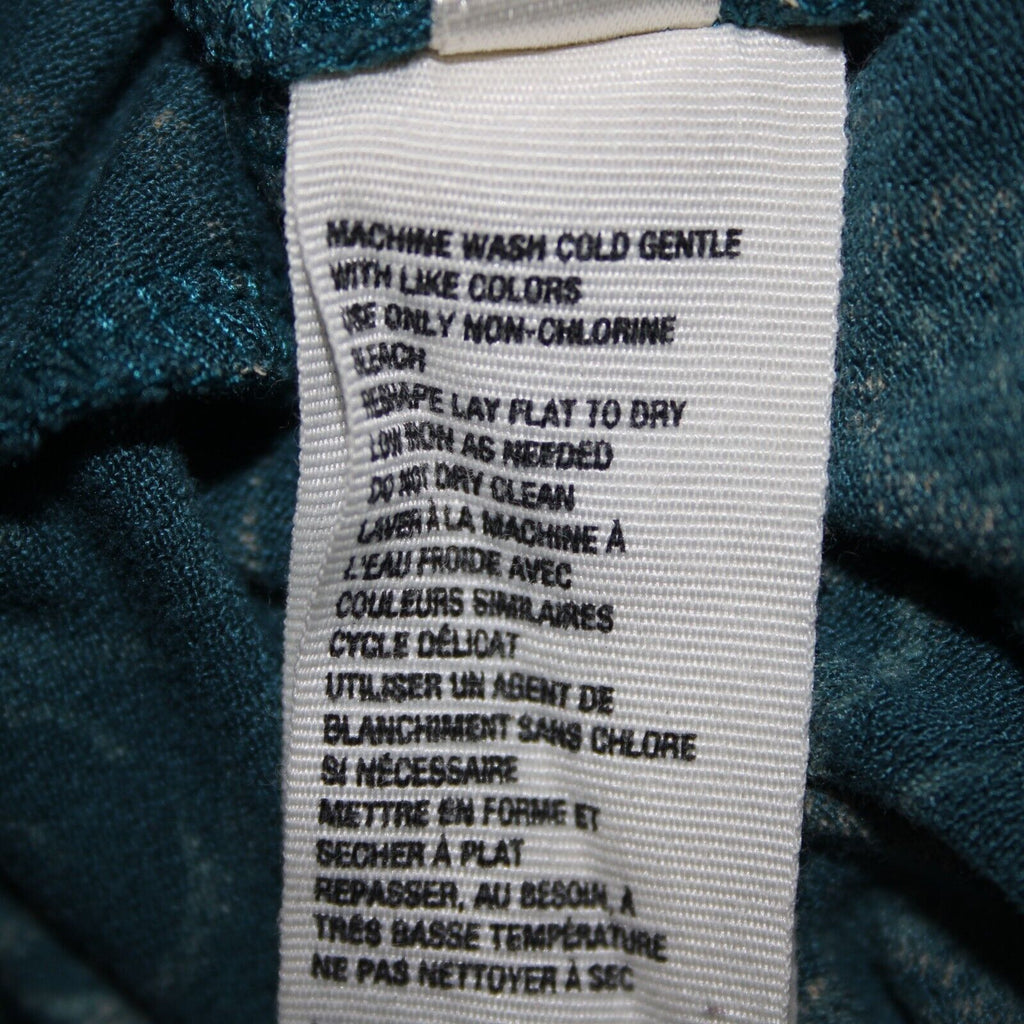 MACHINE WASH COLD GENTLE
WITH LIKE COLORS
USE ONLY NON-CHLORINE
BLEACH
RESHAPE LAY FLAT TO DRY
LOW IRON AS NEEDED
DO NOT DRY CLEAN
LAVER À LA MACHINE À
L'EAU FROIDE AVEC
COULEURS SIMILAIRES
CYCLE DÉLICAT
UTILISER UN AGENT DE
BLANCHIMENT SANS CHLORE
SI NÉCESSAIRE
METTRE EN FORME ET
SECHER À PLAT
REPASSER, AU BESOIN, À
TRÈS BASSE TEMPÉRATURE
NE PAS NETTOYER À SEC